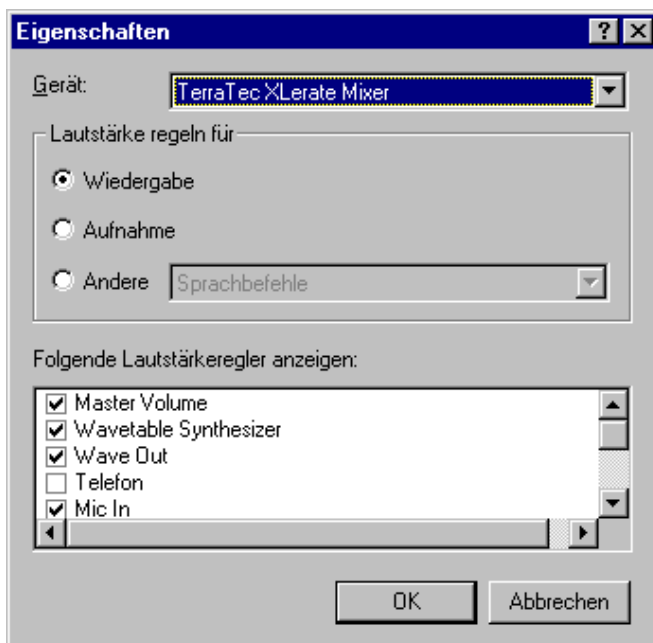 Eigenschaften
Gerät: TerraTec XLerate Mixer
Lautstärke regeln für
Wiedergabe
Aufnahme
Andere Sprachbefehle
Folgende Lautstärkeregler anzeigen:
Master Volume
Wavetable Synthesizer
Wave Out
Telefon
Mic In
OK Abbrechen